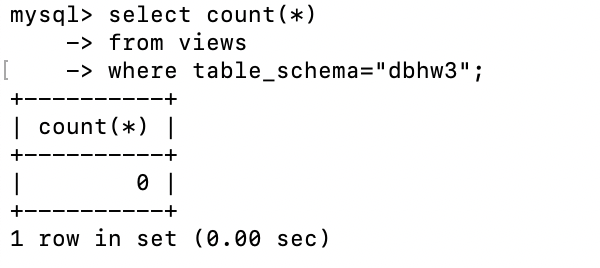 mysql> select count(*)
    -> from views
[    -> where table_schema="dbhw3";
+----------+
| count(*) |
+----------+
|        0 |
+----------+
1 row in set (0.00 sec)